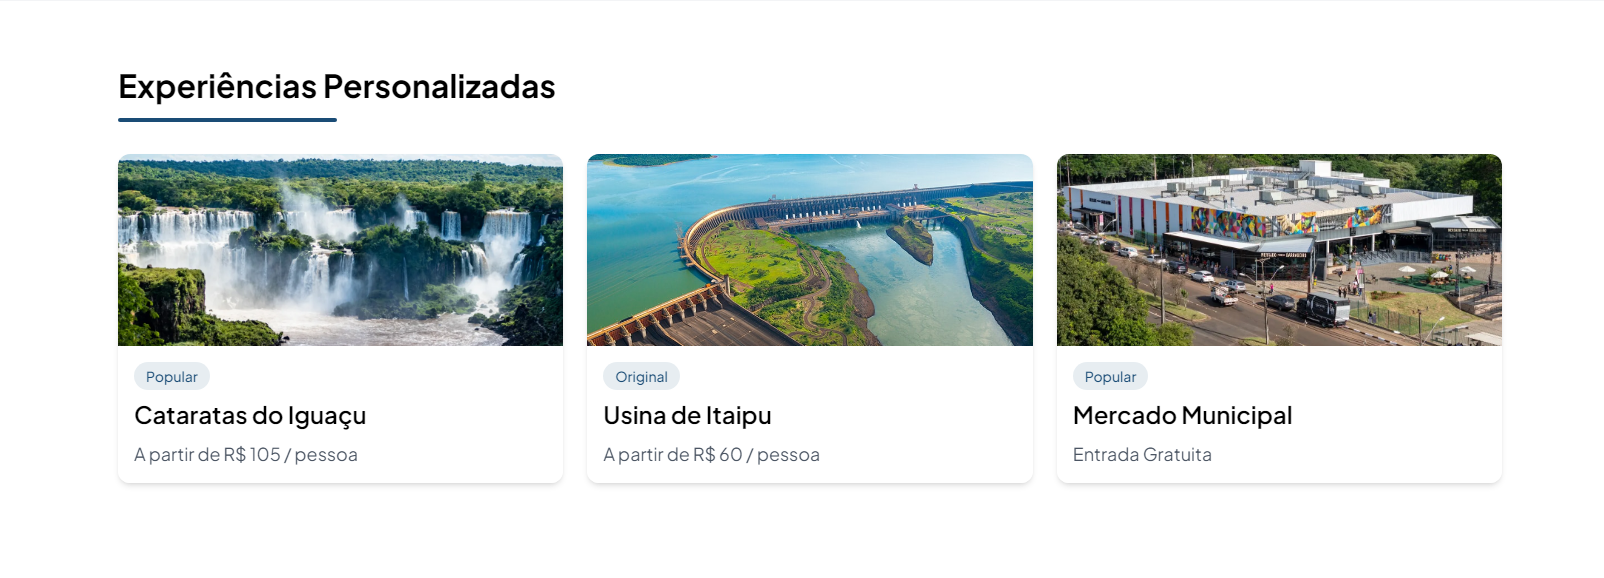 Experiências Personalizadas
Popular
Cataratas do Iguaçu
A partir de R$ 105 / pessoa
Original
Usina de Itaipu
A partir de R$ 60 / pessoa
Popular
Mercado Municipal
Entrada Gratuita